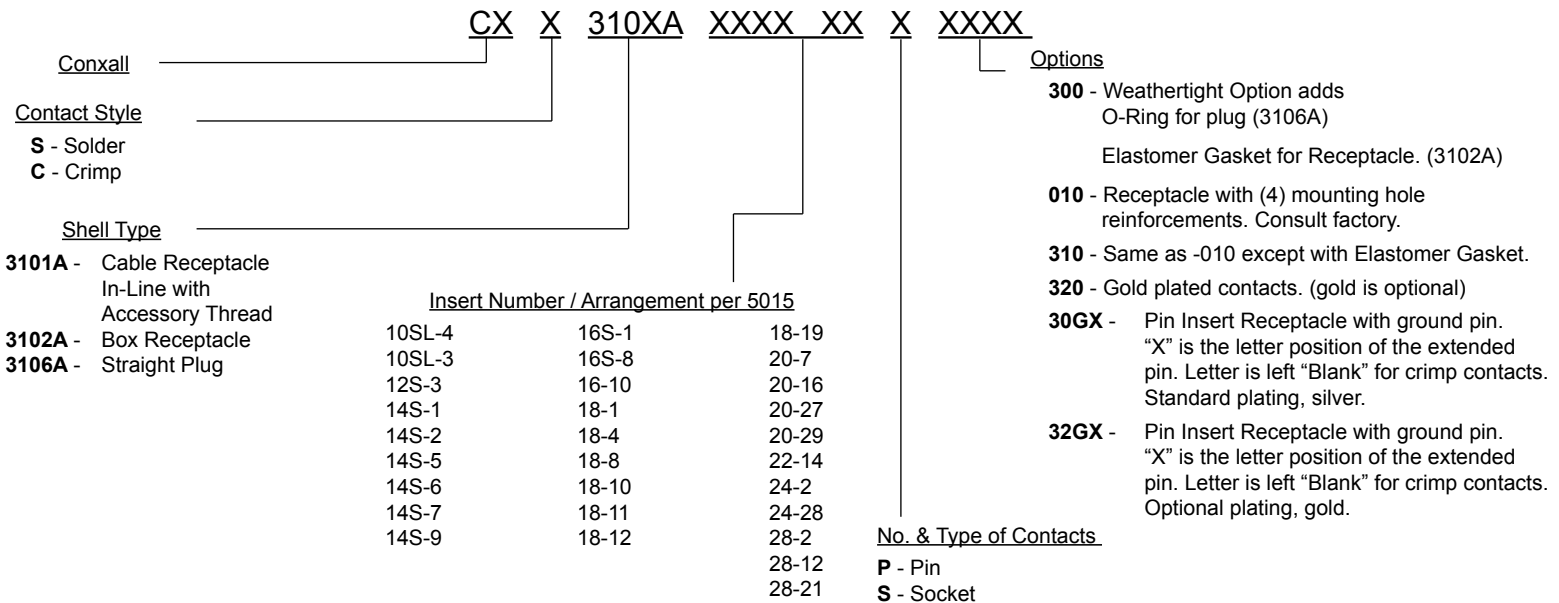 CX X 310XA XXXX XX X XXXX
Conxall
Contact Style
S - Solder
C - Crimp
Shell Type
3101A - Cable Receptacle
In-Line with
Accessory Thread
3102A - Box Receptacle
3106A - Straight Plug
Insert Number / Arrangement per 5015
10SL-4 16S-1 18-19
10SL-3 16S-8 20-7
12S-3 16-10 20-16
14S-1 18-1 20-27
14S-2 18-4 20-29
14S-5 18-8 22-14
14S-6 18-10 24-2
14S-7 18-11 24-28
14S-9 18-12 28-2
28-12
28-21
No. & Type of Contacts
P - Pin
S - Socket
Options
300 - Weathertight Option adds
O-Ring for plug (3106A)
Elastomer Gasket for Receptacle. (3102A)
010 - Receptacle with (4) mounting hole
reinforcements. Consult factory.
310 - Same as -010 except with Elastomer Gasket.
320 - Gold plated contacts. (gold is optional)
30GX - Pin Insert Receptacle with ground pin.
“X” is the letter position of the extended
pin. Letter is left “Blank” for crimp contacts.
Standard plating, silver.
32GX - Pin Insert Receptacle with ground pin.
“X” is the letter position of the extended
pin. Letter is left “Blank” for crimp contacts.
Optional plating, gold.